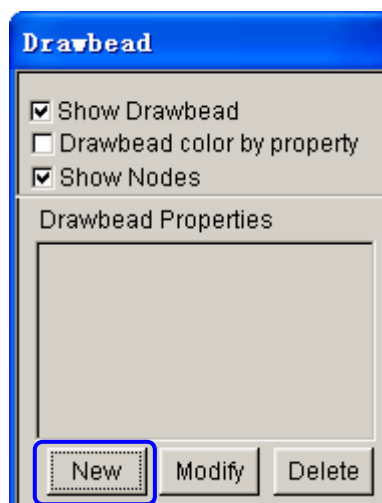 Drawbead
Show Drawbead
Drawbead color by property
Show Nodes
Drawbead Properties
New Modify Delete